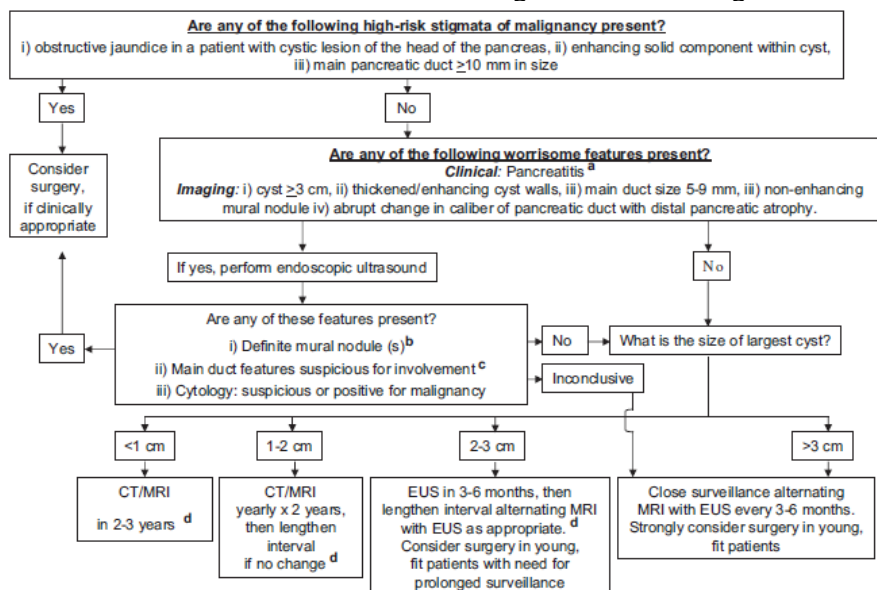 Are any of the following high-risk stigmata of malignancy present?
i) obstructive jaundice in a patient with cystic lesion of the head of the pancreas, ii) enhancing solid component within cyst,
iii) main pancreatic duct ≥10 mm in size
Yes
No
Consider
surgery,
if clinically
appropriate
Are any of the following worrisome features present?
Clinical: Pancreatitis a
Imaging: i) cyst ≥3 cm, ii) thickened/enhancing cyst walls, iii) main duct size 5-9 mm, iii) non-enhancing
mural nodule iv) abrupt change in caliber of pancreatic duct with distal pancreatic atrophy.
If yes, perform endoscopic ultrasound
No
Are any of these features present?
i) Definite mural nodule (s) b
ii) Main duct features suspicious for involvement c
iii) Cytology: suspicious or positive for malignancy
Yes
No
What is the size of largest cyst?
Inconclusive
<1 cm
1-2 cm
2-3 cm
>3 cm
CT/MRI
in 2-3 years d
CT/MRI
yearly x 2 years,
then lengthen
interval
if no change d
EUS in 3-6 months, then
lengthen interval alternating MRI
with EUS as appropriate. d
Consider surgery in young,
fit patients with need for
prolonged surveillance
Close surveillance alternating
MRI with EUS every 3-6 months.
Strongly consider surgery in young,
fit patients